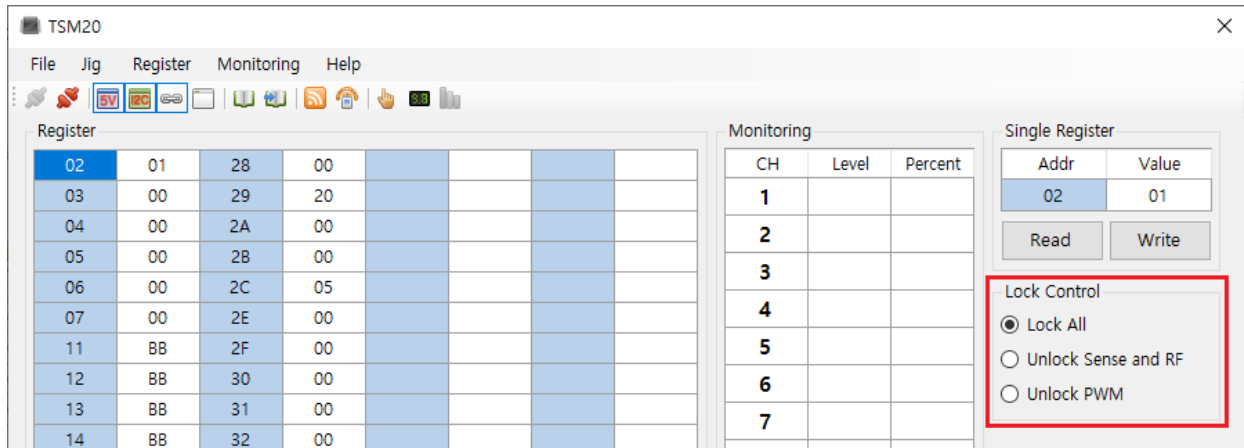 TSM20
File Jig Register Monitoring Help
5V I2C 9.8
Register Monitoring Single Register
02 01 28 00 CH Level Percent Addr Value
03 00 29 20 1 02 01
04 00 2A 00 2 Read Write
05 00 2B 00 3
06 00 2C 05 Lock Control
07 00 2E 00 4 Lock All
11 BB 2F 00 5 Unlock Sense and RF
12 BB 30 00 6 Unlock PWM
13 BB 31 00 7
14 BB 32 00